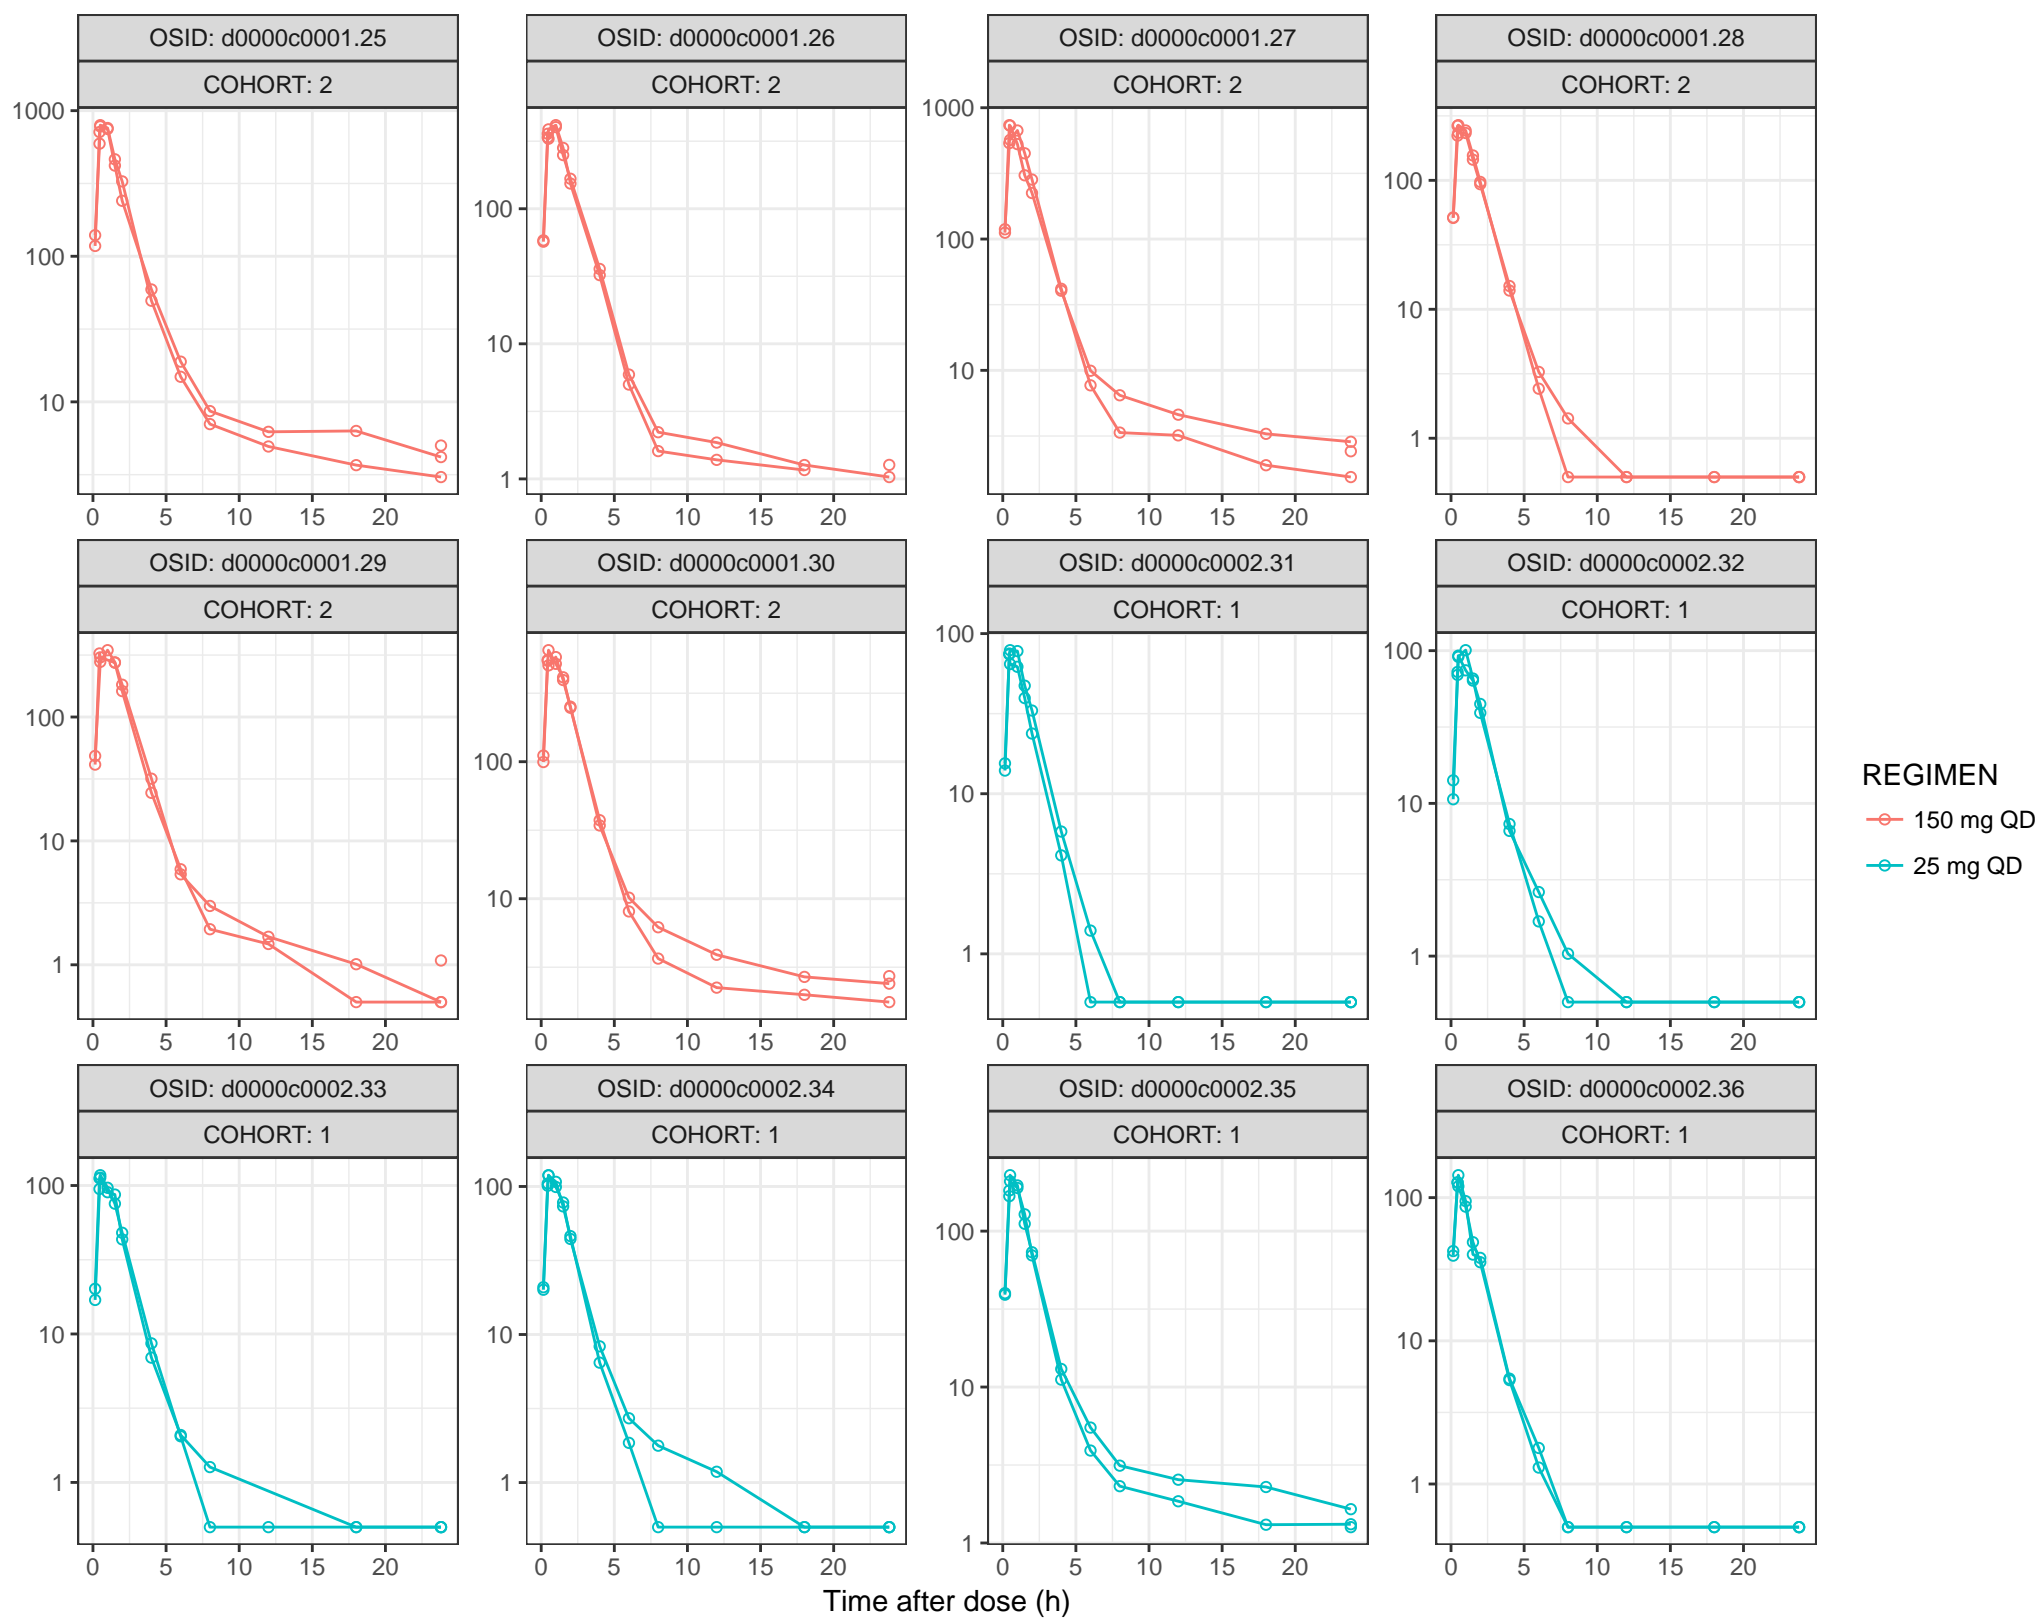 OSID: d0000c0001.25
COHORT: 2
1000
100
10
0 5 10 15 20
OSID: d0000c0001.26
COHORT: 2
100
10
1
0 5 10 15 20
OSID: d0000c0001.27
COHORT: 2
1000
100
10
0 5 10 15 20
OSID: d0000c0001.28
COHORT: 2
100
10
1
0 5 10 15 20
OSID: d0000c0001.29
COHORT: 2
100
10
1
0 5 10 15 20
OSID: d0000c0001.30
COHORT: 2
100
10
0 5 10 15 20
OSID: d0000c0002.31
COHORT: 1
100
10
1
0 5 10 15 20
OSID: d0000c0002.32
COHORT: 1
100
10
1
0 5 10 15 20
OSID: d0000c0002.33
COHORT: 1
100
10
1
0 5 10 15 20
OSID: d0000c0002.34
COHORT: 1
100
10
1
0 5 10 15 20
OSID: d0000c0002.35
COHORT: 1
100
10
1
0 5 10 15 20
OSID: d0000c0002.36
COHORT: 1
100
10
1
0 5 10 15 20
Time after dose (h)
REGIMEN
150 mg QD
25 mg QD